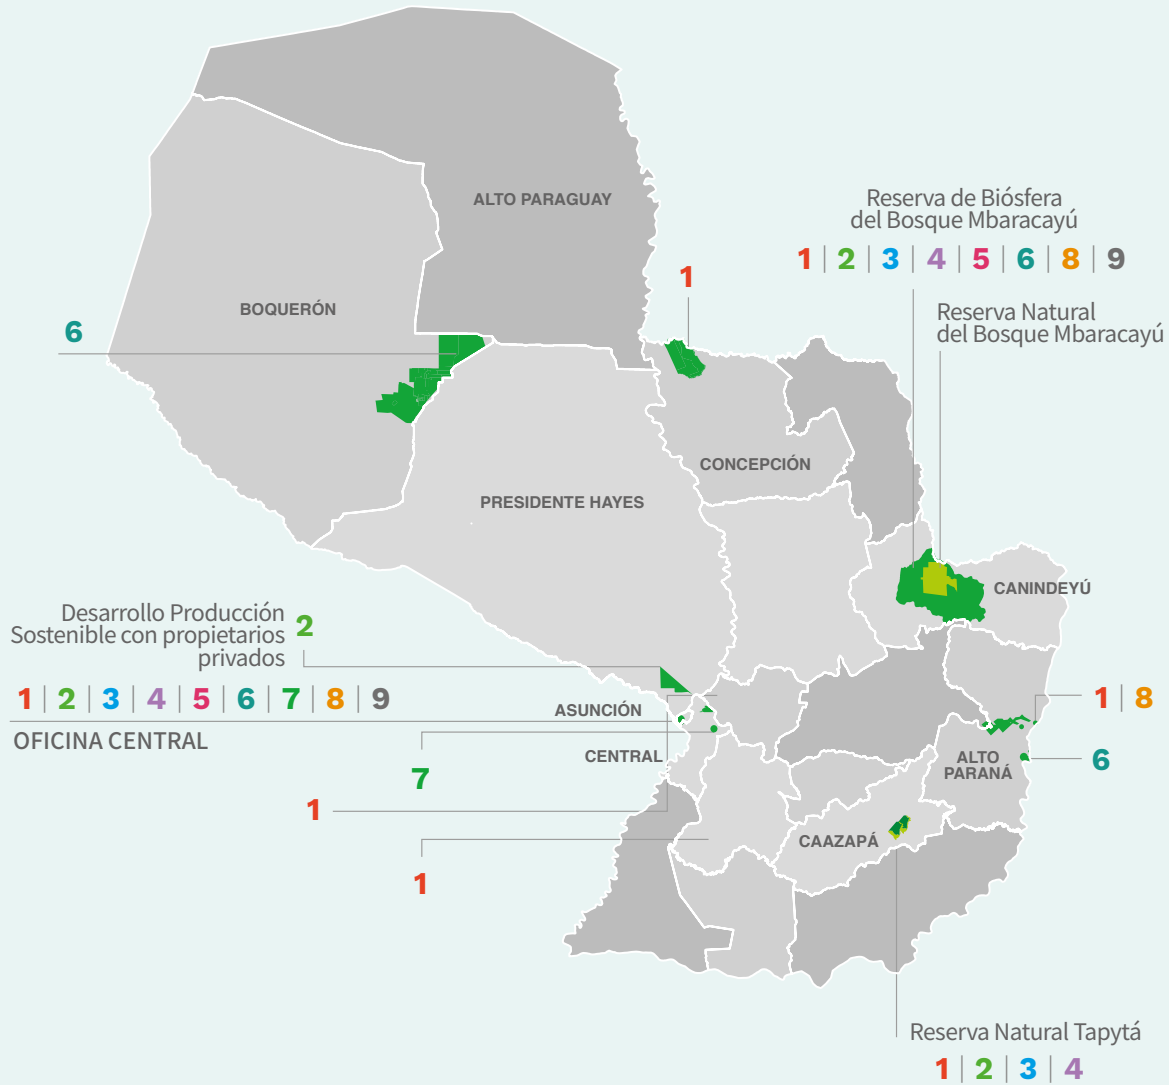 ALTO PARAGUAY
Reserva de Biósfera
del Bosque Mbaracayú
1 | 2 | 3 | 4 | 5 | 6 | 8 | 9
1
BOQUERÓN
Reserva Natural
del Bosque Mbaracayú
6
CONCEPCIÓN
PRESIDENTE HAYES
CANINDEYÚ
Desarrollo Producción
Sostenible con propietarios
privados
2
1 | 2 | 3 | 4 | 5 | 6 | 7 | 8 | 9
OFICINA CENTRAL
ASUNCIÓN
1 | 8
CENTRAL
ALTO
PARANÁ
6
7
1
CAAZAPÁ
1
Reserva Natural Tapytá
1 | 2 | 3 | 4